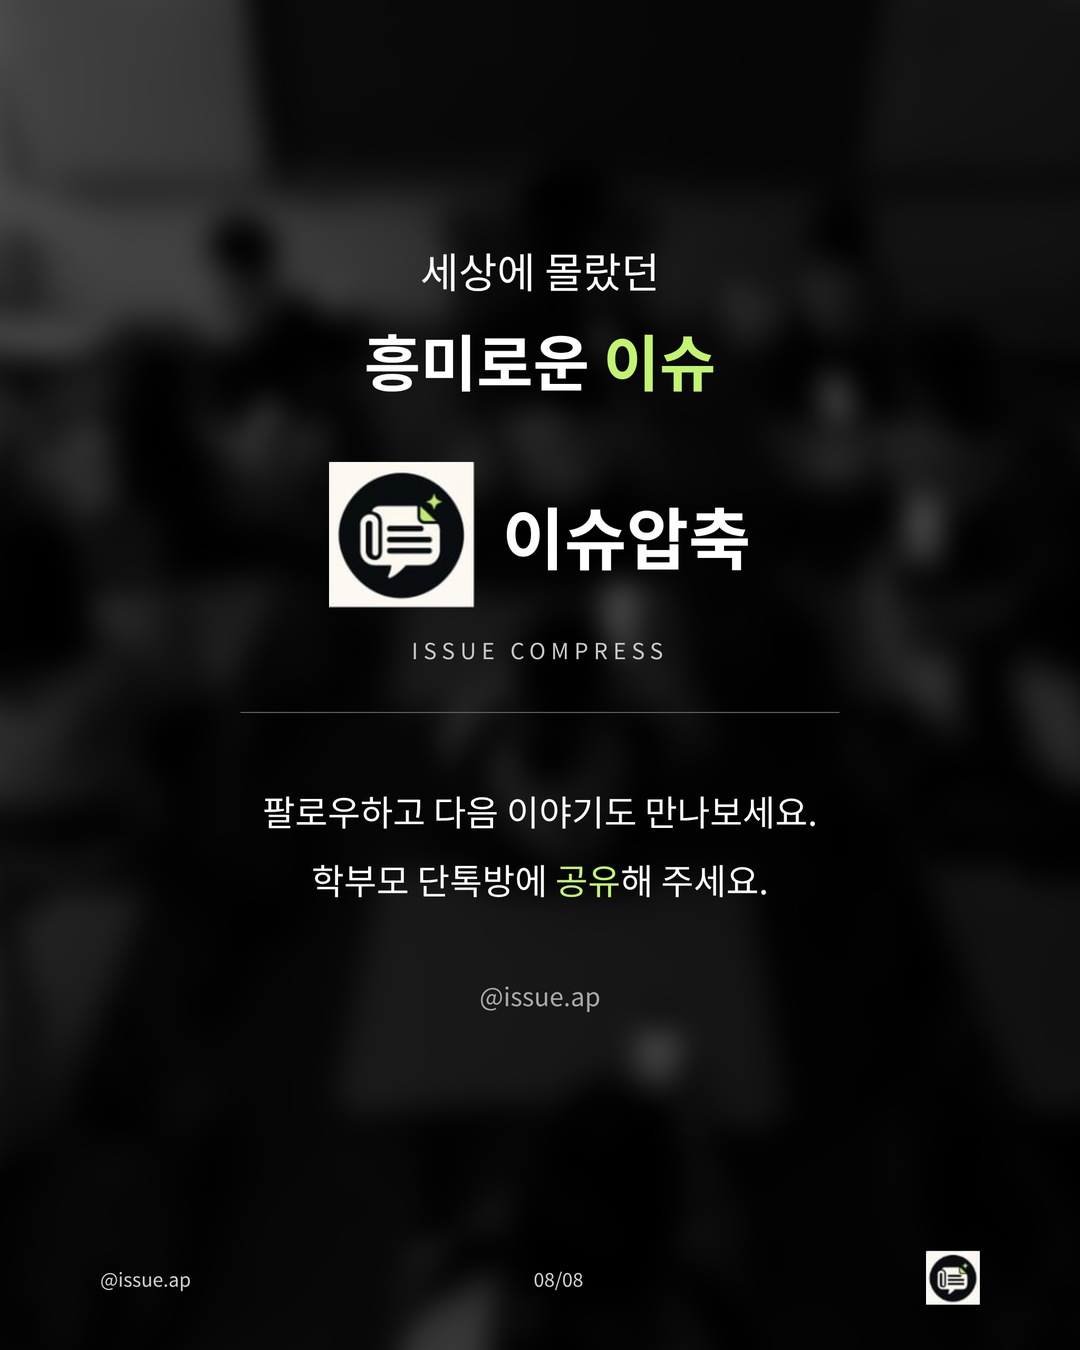 세상에 몰랐던
흥미로운 이슈
이슈압축
ISSUE COMPRESS
팔로우하고 다음 이야기도 만나보세요.
학부모 단톡방에 공유해 주세요.
@issue.ap
@issue.ap
08/08